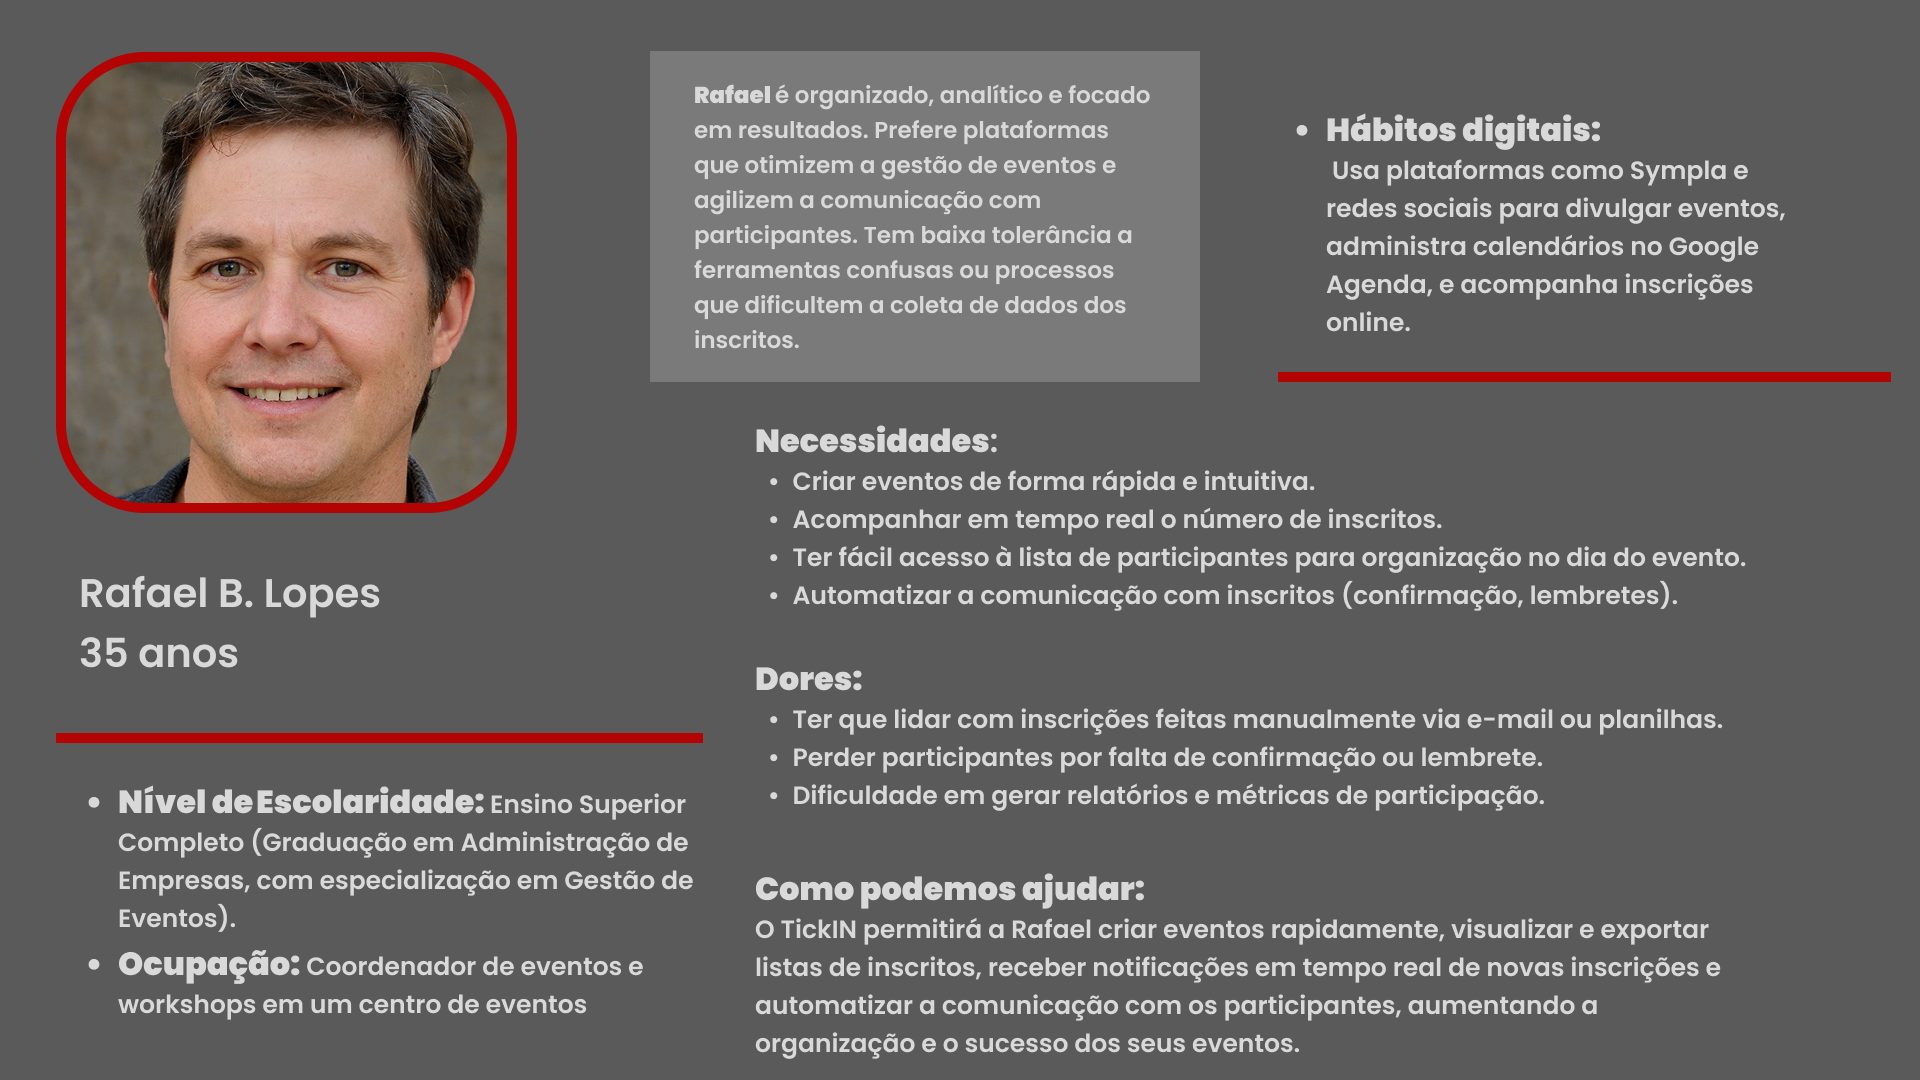 Rafael é organizado, analítico e focado
em resultados. Prefere plataformas
que otimizem a gestão de eventos e
agilizem a comunicação com
participantes. Tem baixa tolerância a
ferramentas confusas ou processos
que dificultem a coleta de dados dos
inscritos.
• Hábitos digitais:
Usa plataformas como Sympla e
redes sociais para divulgar eventos,
administra calendários no Google
Agenda, e acompanha inscrições
online.
Rafael B. Lopes
35 anos
• Nível de Escolaridade: Ensino Superior
Completo (Graduação em Administração de
Empresas, com especialização em Gestão de
Eventos).
• Ocupação: Coordenador de eventos e
workshops em um centro de eventos
Necessidades:
• Criar eventos de forma rápida e intuitiva.
• Acompanhar em tempo real o número de inscritos.
• Ter fácil acesso à lista de participantes para organização no dia do evento.
• Automatizar a comunicação com inscritos (confirmação, lembretes).
Dores:
• Ter que lidar com inscrições feitas manualmente via e-mail ou planilhas.
• Perder participantes por falta de confirmação ou lembrete.
• Dificuldade em gerar relatórios e métricas de participação.
Como podemos ajudar:
O TickIN permitirá a Rafael criar eventos rapidamente, visualizar e exportar
listas de inscritos, receber notificações em tempo real de novas inscrições e
automatizar a comunicação com os participantes, aumentando a
organização e o sucesso dos seus eventos.